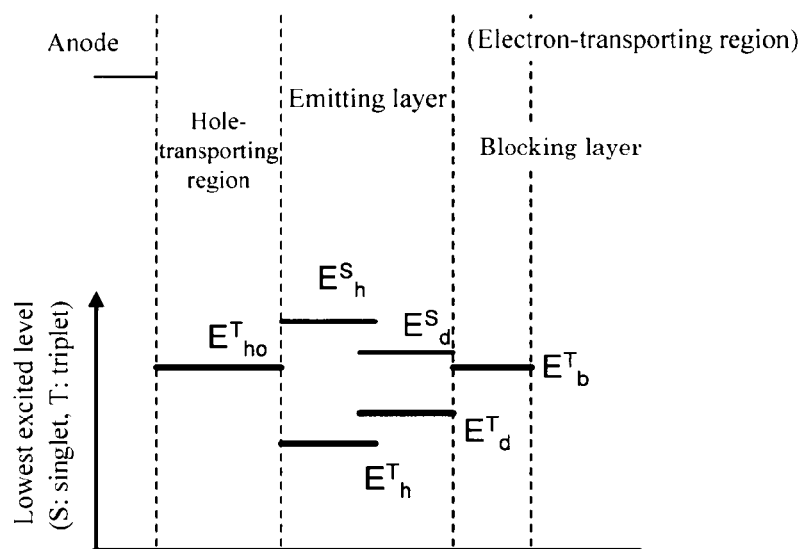 Anode
(Electron-transporting region)
Emitting layer
Hole-
transporting
region
Blocking layer
Lowest excited level
(S: singlet, T: triplet)
E^S_h
E^T_ho
E^S_d
E^T_b
E^T_d
E^T_h